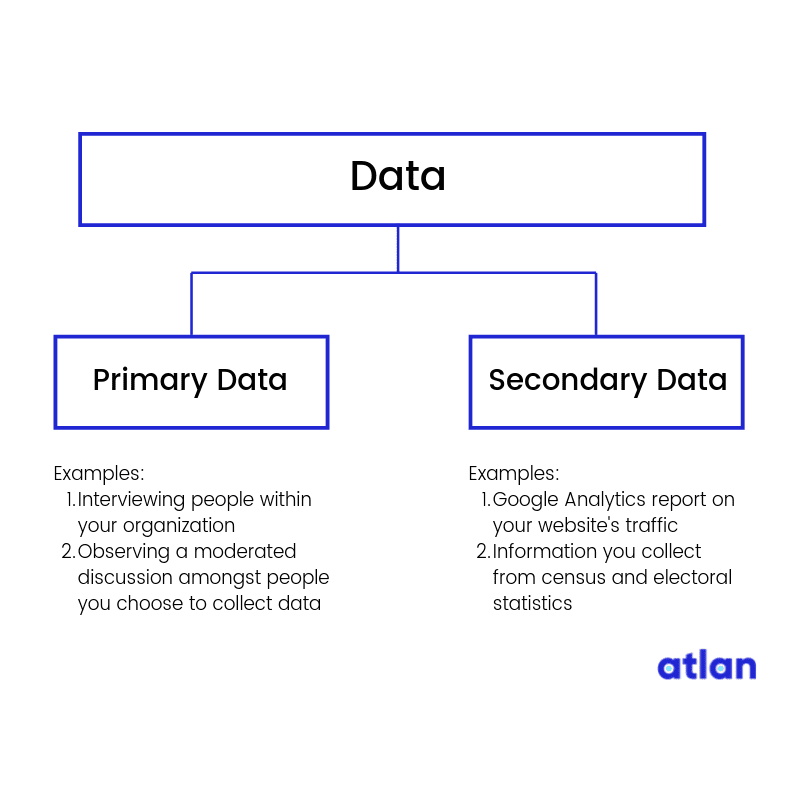 Data
Primary Data
Secondary Data
Examples:
1.Interviewing people within
your organization
2.Observing a moderated
discussion amongst people
you choose to collect data
Examples:
1.Google Analytics report on
your website's traffic
2.Information you collect
from census and electoral
statistics
atlan